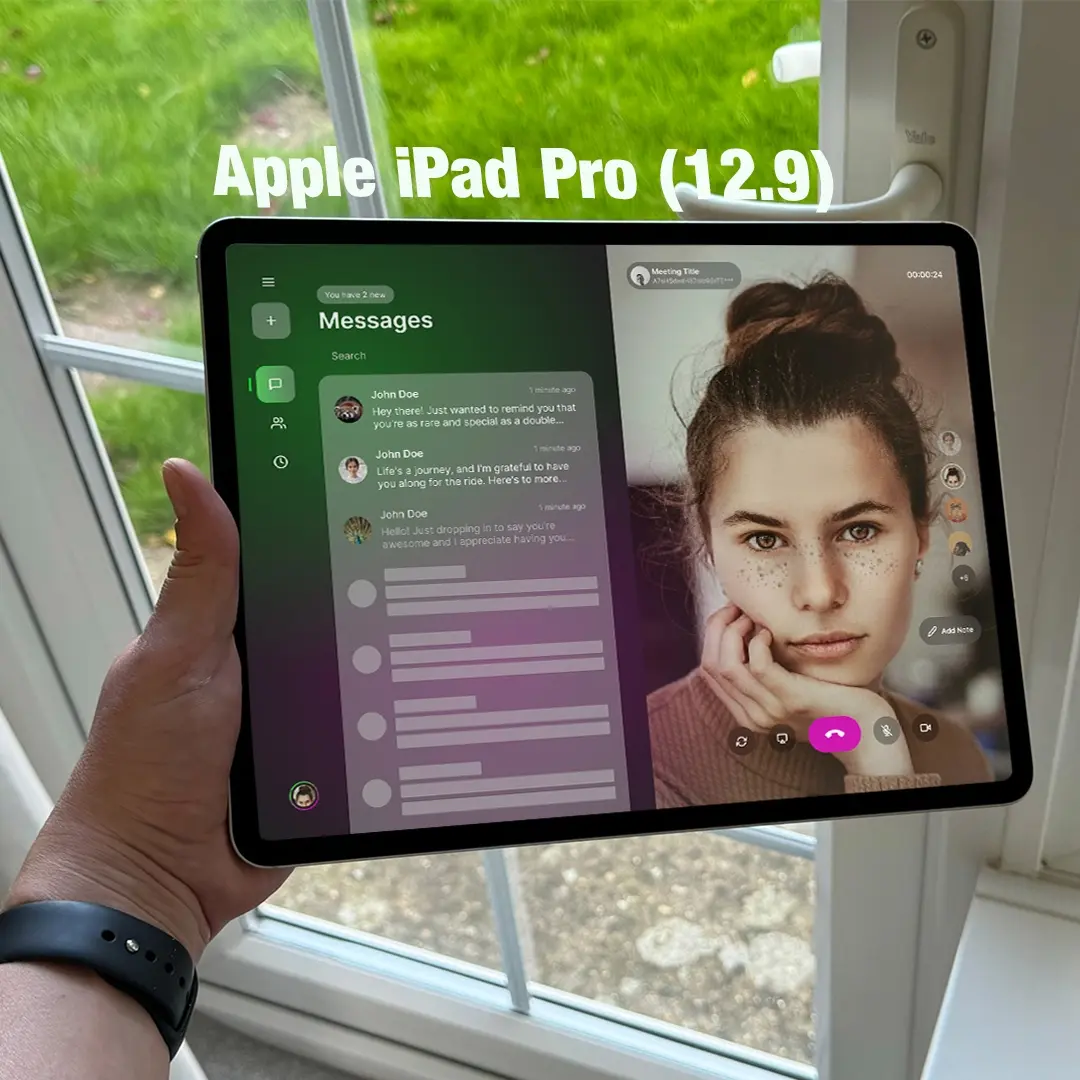 Yale
Apple iPad Pro (12.9)
You have 2 new
Messages
Search
John Doe
1 minute ago
Hey there! Just wanted to remind you that
you're as rare and special as a double...
John Doe
1 minute ago
Life's a journey, and I'm grateful to have
you along for the ride. Here's to more...
John Doe
1 minute ago
Hello! Just dropping in to say you're
awesome and I appreciate having you...
Meeting Title
00:00:24
+5
Add Note